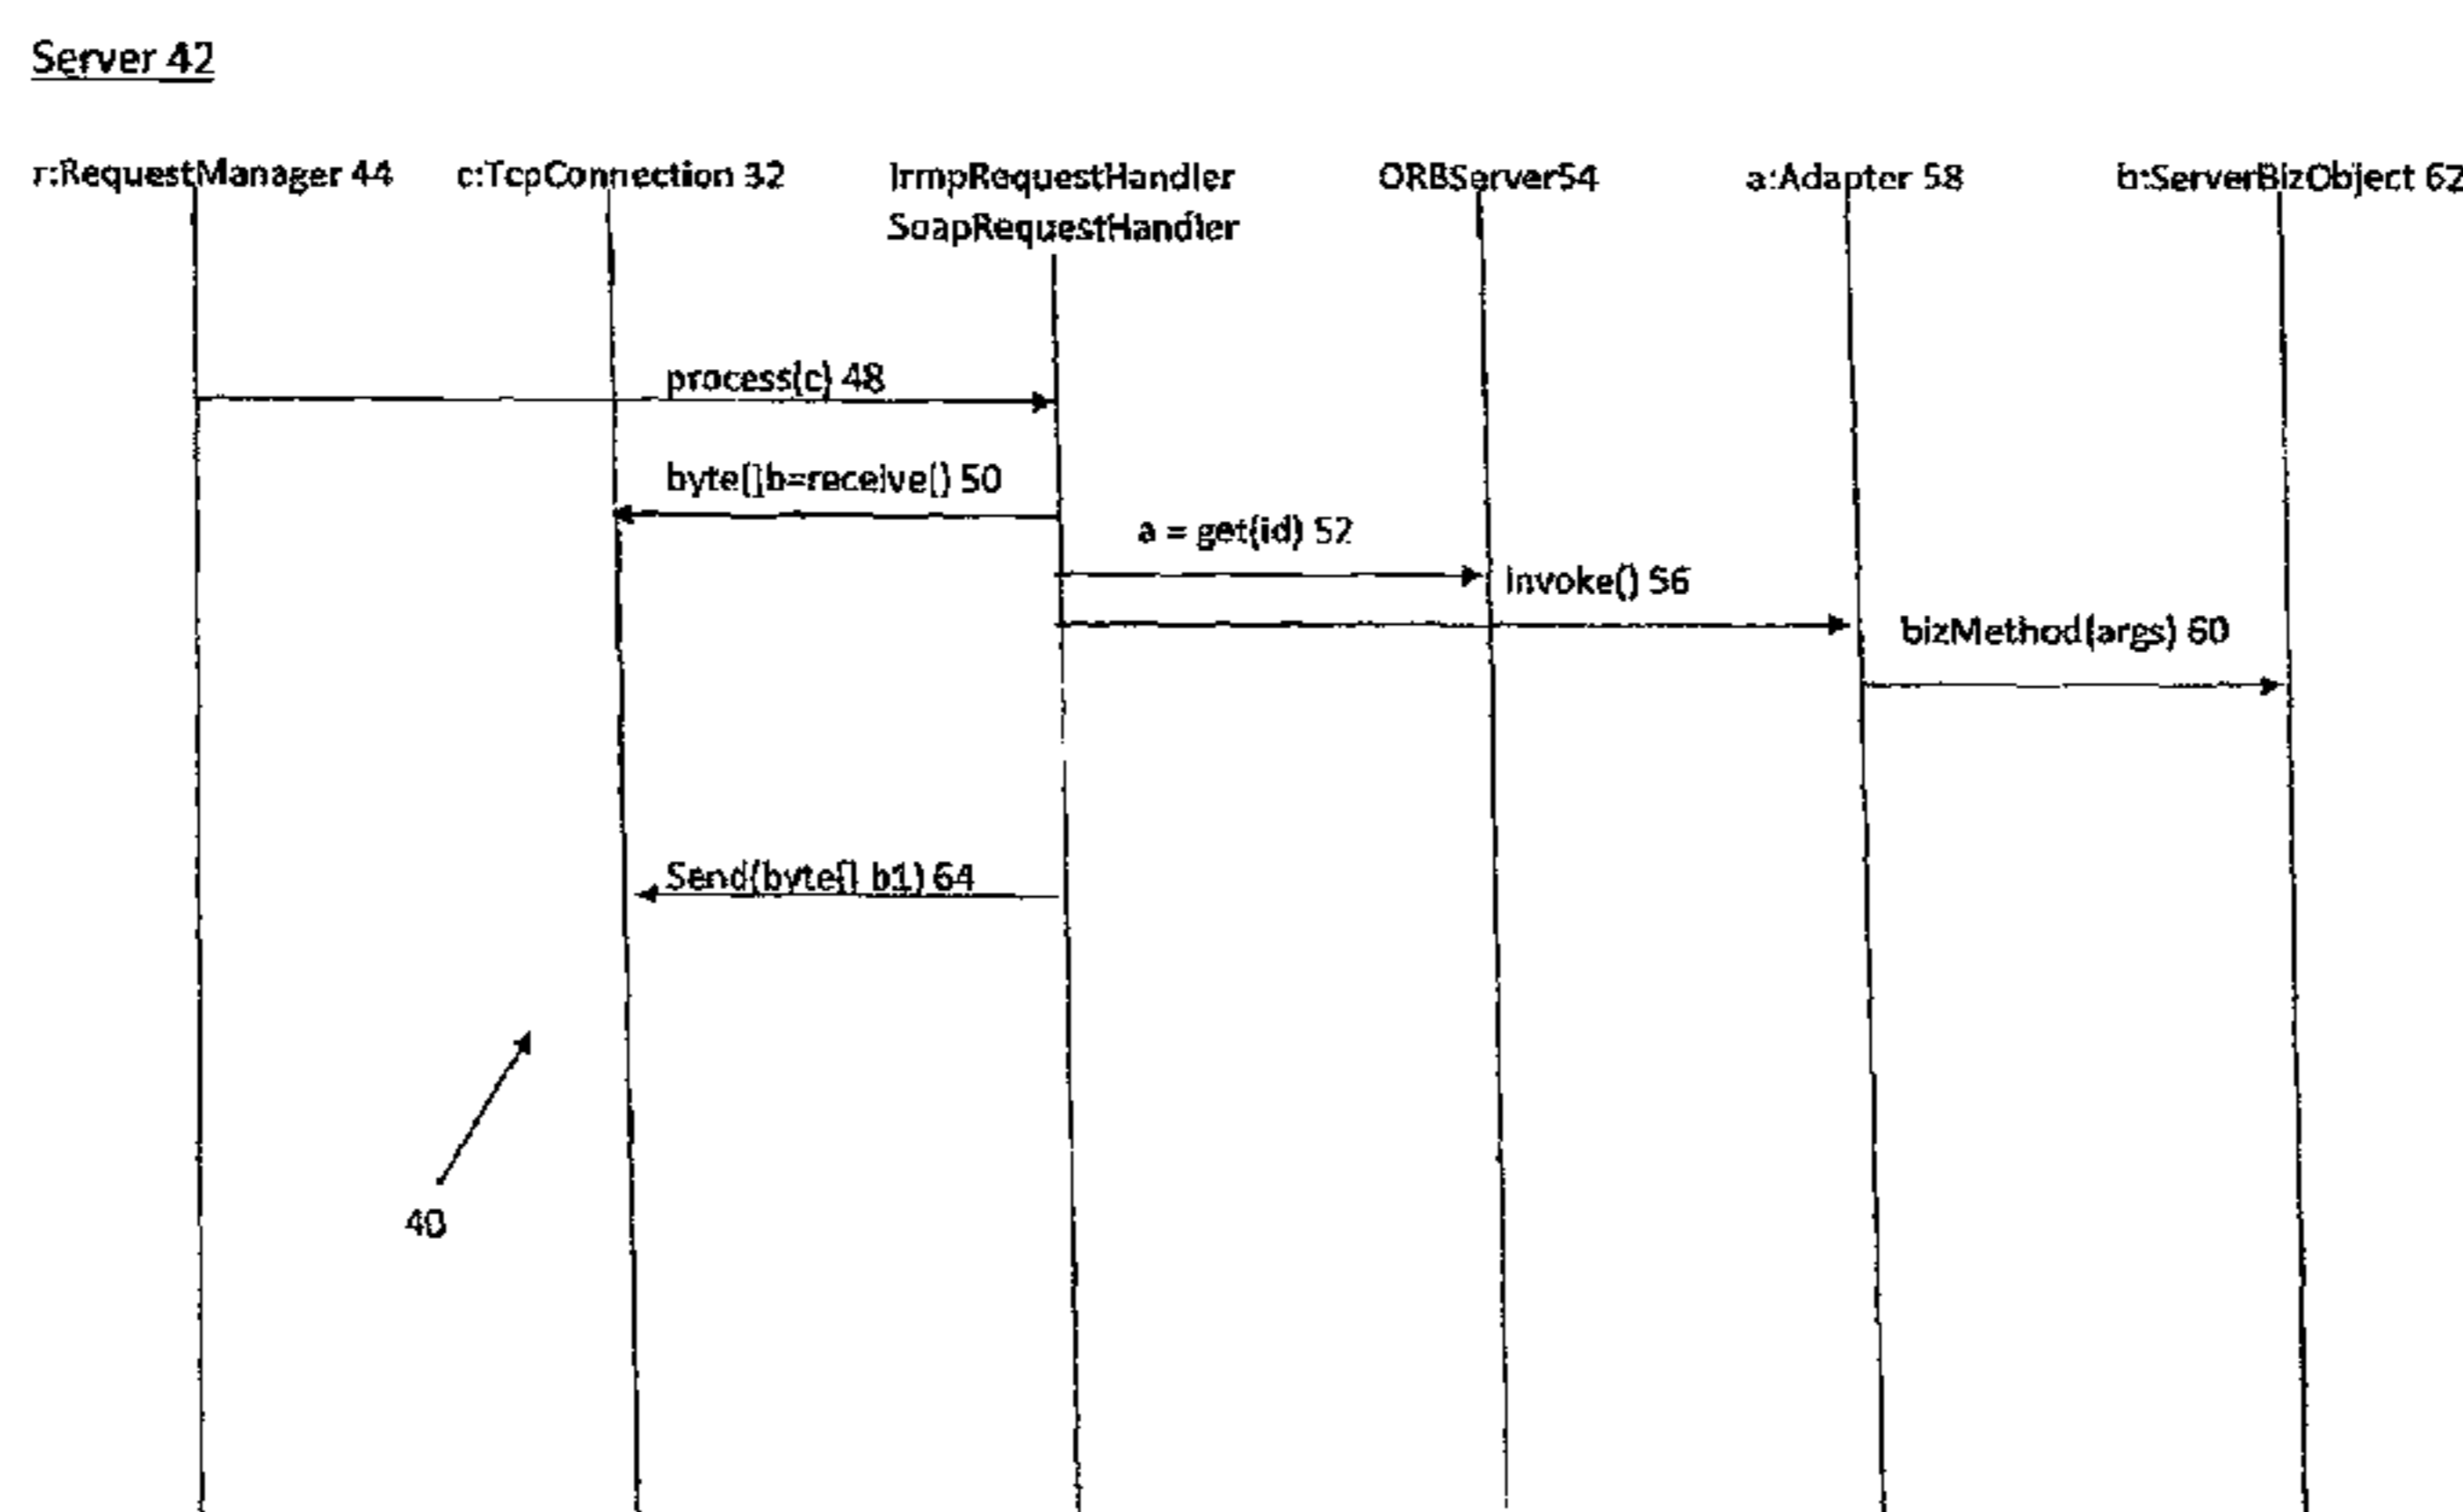 Server 42
r:RequestManager 44
c:TcpConnection 32
IrmpRequestHandler
SoapRequestHandler
ORBServer54
a:Adapter 58
b:ServerBizObject 62
process(c) 48
byte[]b=receive() 50
a = get(id) 52
invoke() 56
bizMethod(args) 60
Send(byte[] b1) 64
40